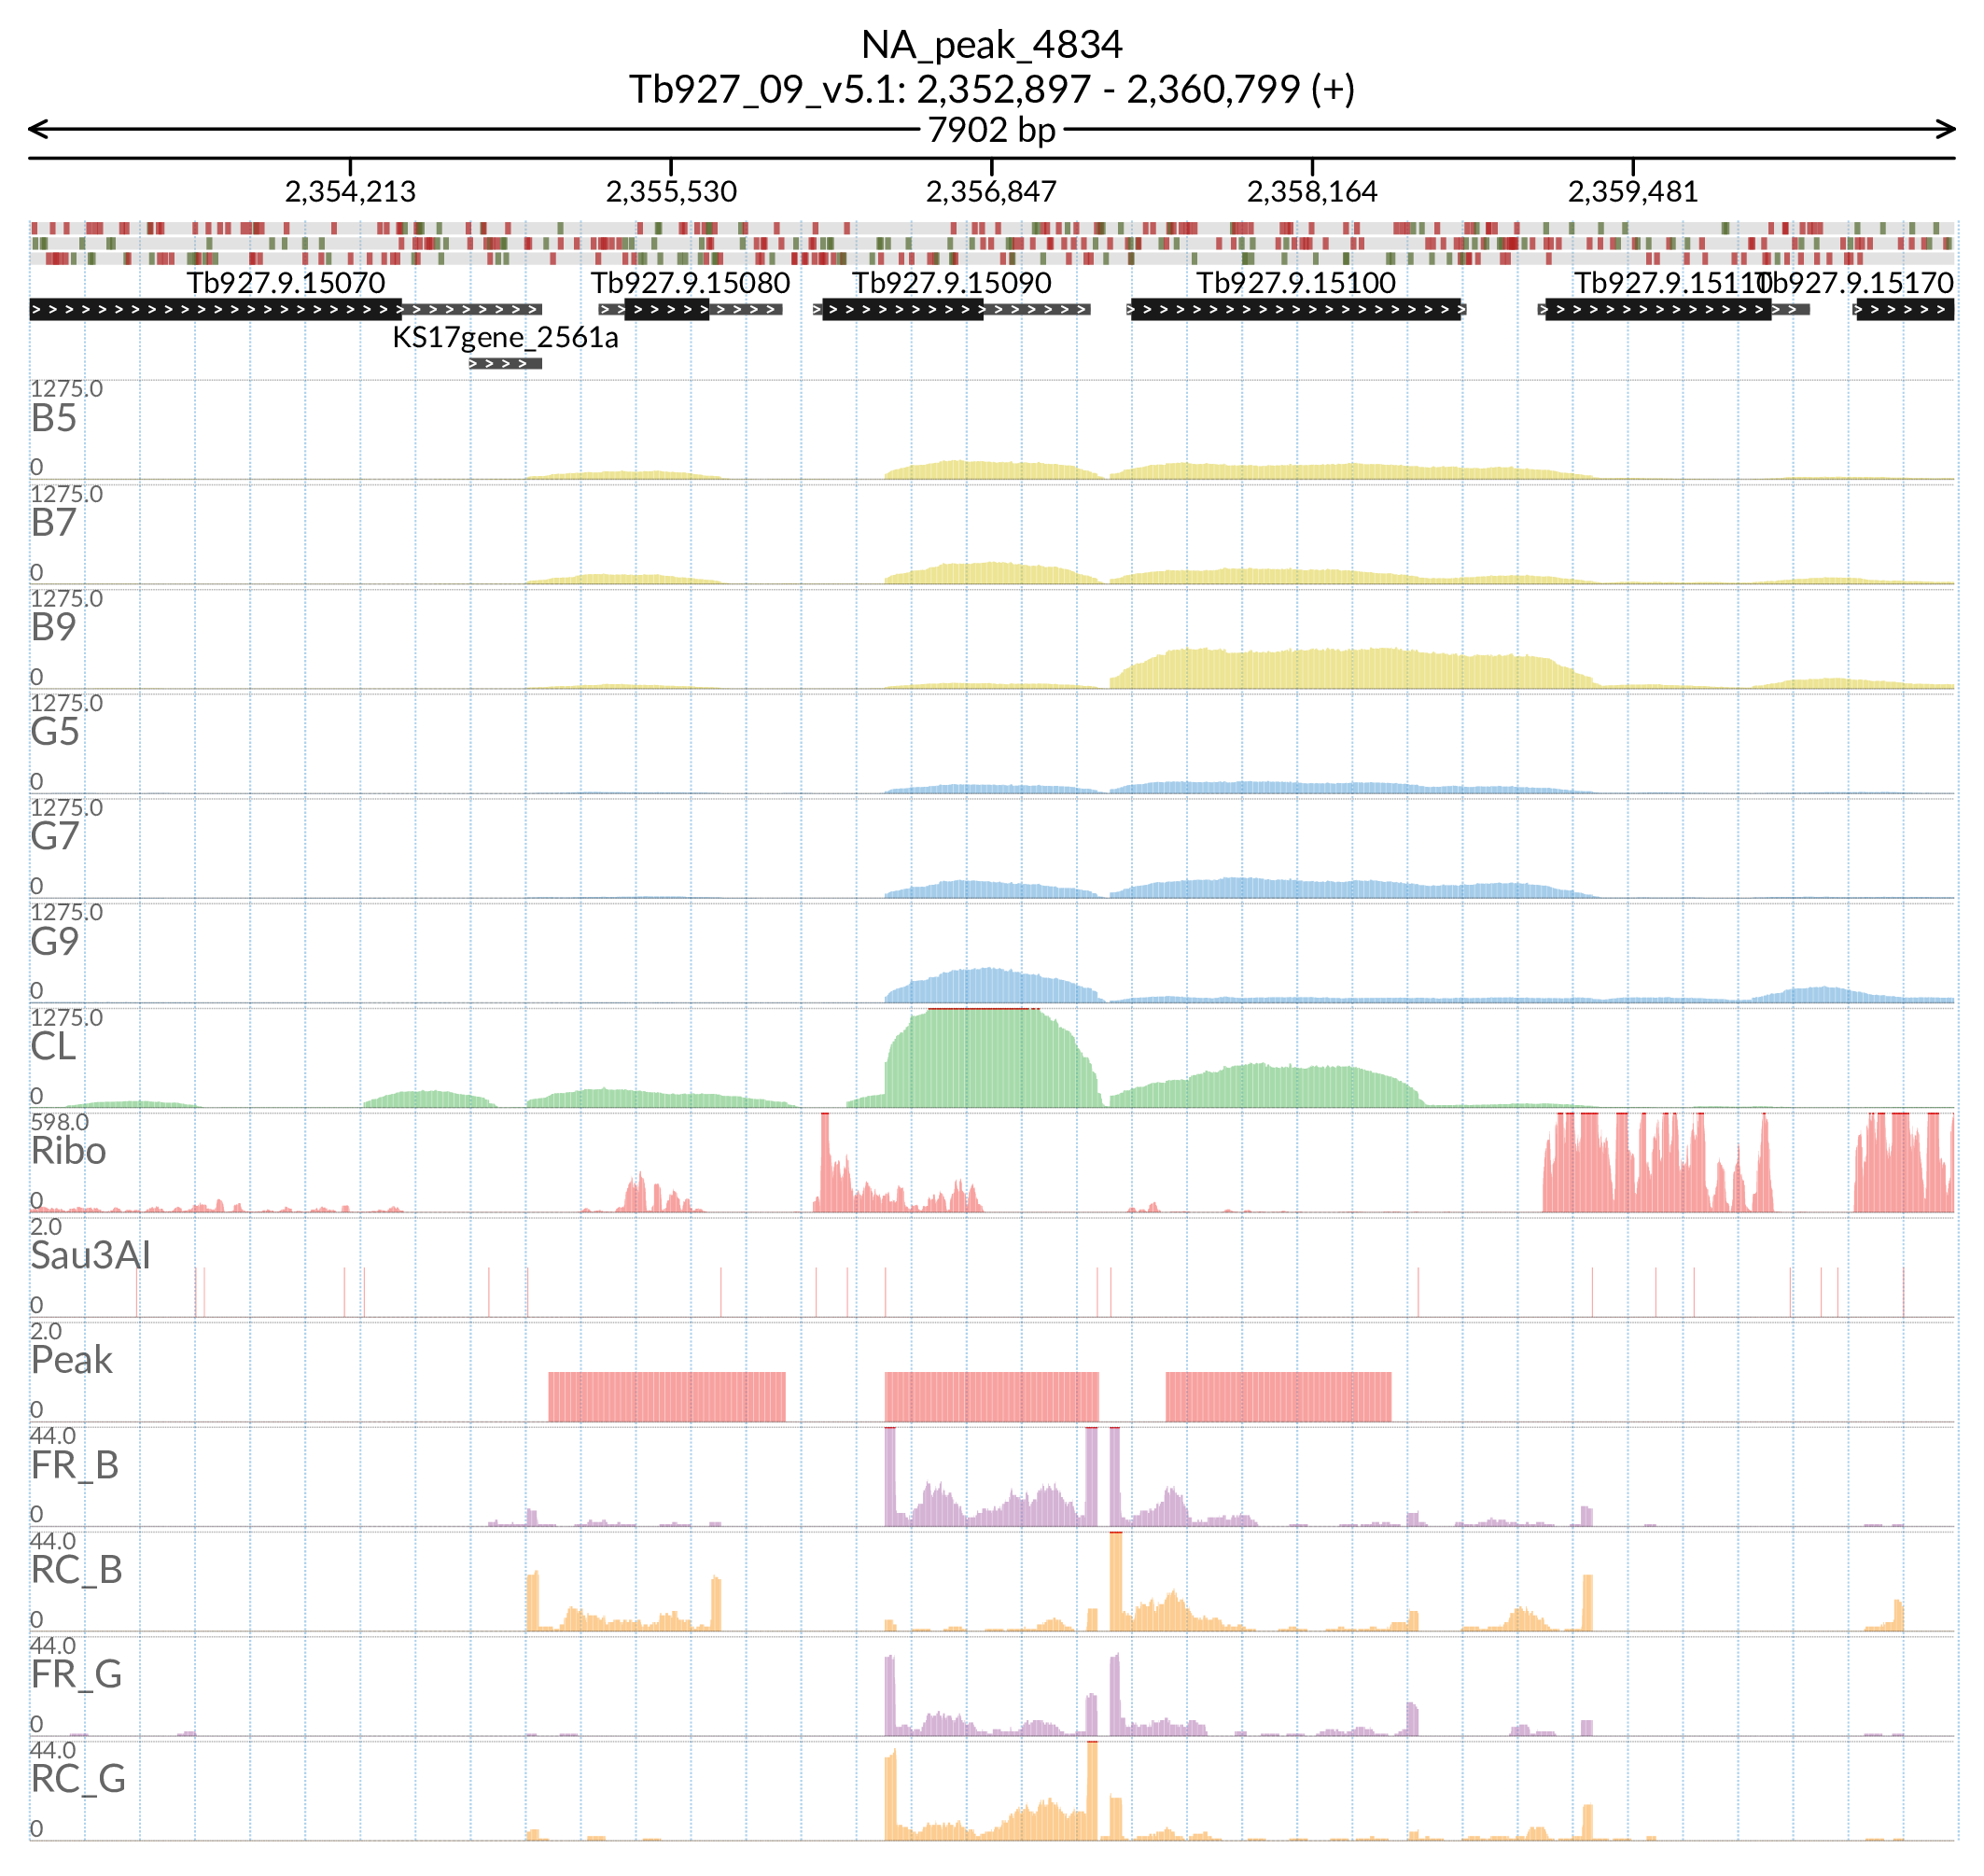 NA_peak_4834
Tb927_09_v5.1: 2,352,897 - 2,360,799 (+)
7902 bp
2,354,213 2,355,530 2,356,847 2,358,164 2,359,481
Tb927.9.15070 Tb927.9.15080 Tb927.9.15090 Tb927.9.15100 Tb927.9.15110 Tb927.9.15170
KS17gene_2561a
1275.0
B5
0
1275.0
B7
0
1275.0
B9
0
1275.0
G5
0
1275.0
G7
0
1275.0
G9
0
1275.0
CL
0
598.0
Ribo
0
2.0
Sau3AI
0
2.0
Peak
0
44.0
FR_B
0
44.0
RC_B
0
44.0
FR_G
0
44.0
RC_G
0